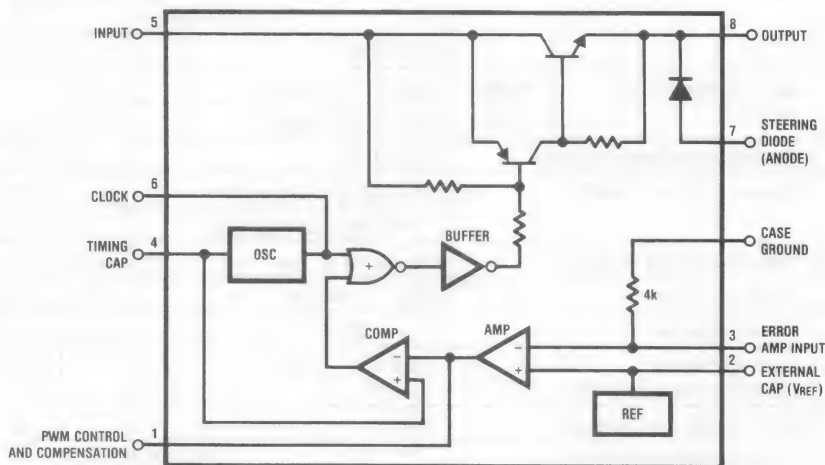 5
INPUT
8
OUTPUT
7
STEERING
DIODE
(ANODE)
6
CLOCK
TIMING
CAP
4
OSC
+
BUFFER
CASE
GROUND
4k
COMP
AMP
-
+
-
+
3
ERROR
AMP INPUT
2
EXTERNAL
CAP (VREF)
REF
1
PWM CONTROL
AND COMPENSATION